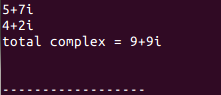 5+7i
4+2i
total complex = 9+9i
------------------